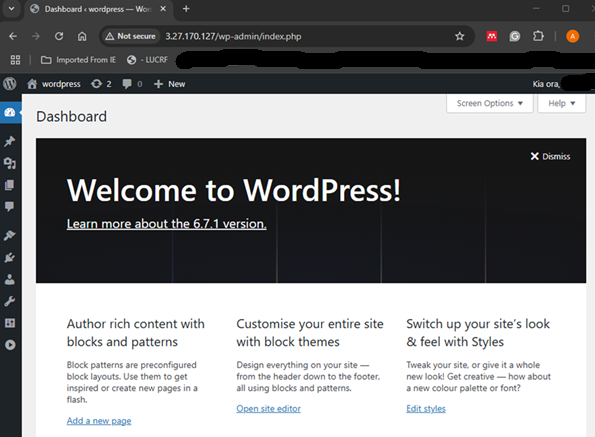 Dashboard ‹ wordpress — Wor
Not secure 3.27.170.127/wp-admin/index.php
A
Imported From IE - LUCRF
wordpress 2 0 New Kia ora,
Screen Options Help
Dashboard
Dismiss
Welcome to WordPress!
Learn more about the 6.7.1 version.
Author rich content with
blocks and patterns
Block patterns are preconfigured
block layouts. Use them to get
inspired or create new pages in a
flash.
Add a new page
Customise your entire site
with block themes
Design everything on your site —
from the header down to the footer,
all using blocks and patterns.
Open site editor
Switch up your site's look
& feel with Styles
Tweak your site, or give it a whole
new look! Get creative — how about
a new colour palette or font?
Edit styles